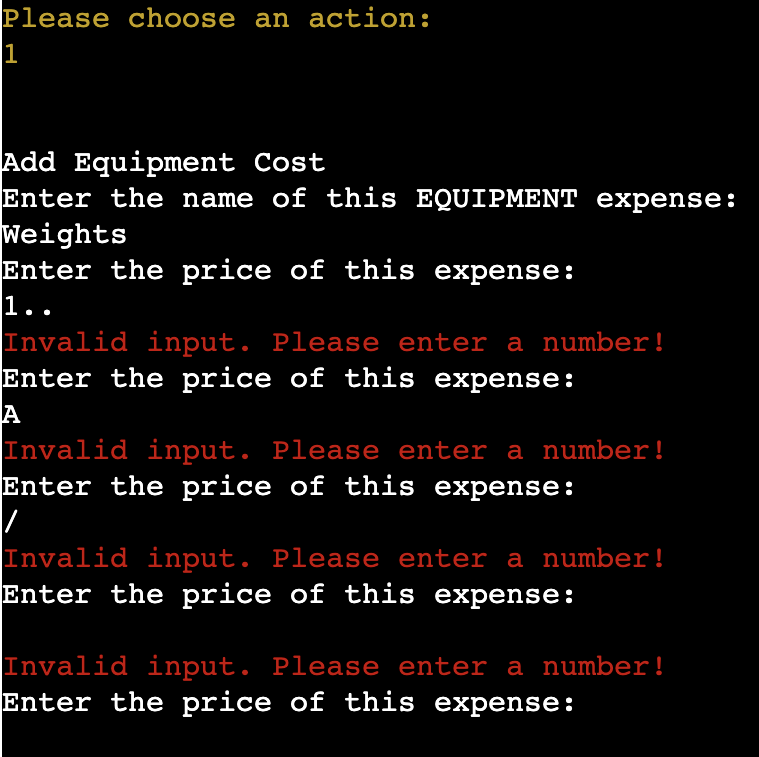 Please choose an action:
1
Add Equipment Cost
Enter the name of this EQUIPMENT expense:
Weights
Enter the price of this expense:
1..
Invalid input. Please enter a number!
Enter the price of this expense:
A
Invalid input. Please enter a number!
Enter the price of this expense:
/
Invalid input. Please enter a number!
Enter the price of this expense:
Invalid input. Please enter a number!
Enter the price of this expense: